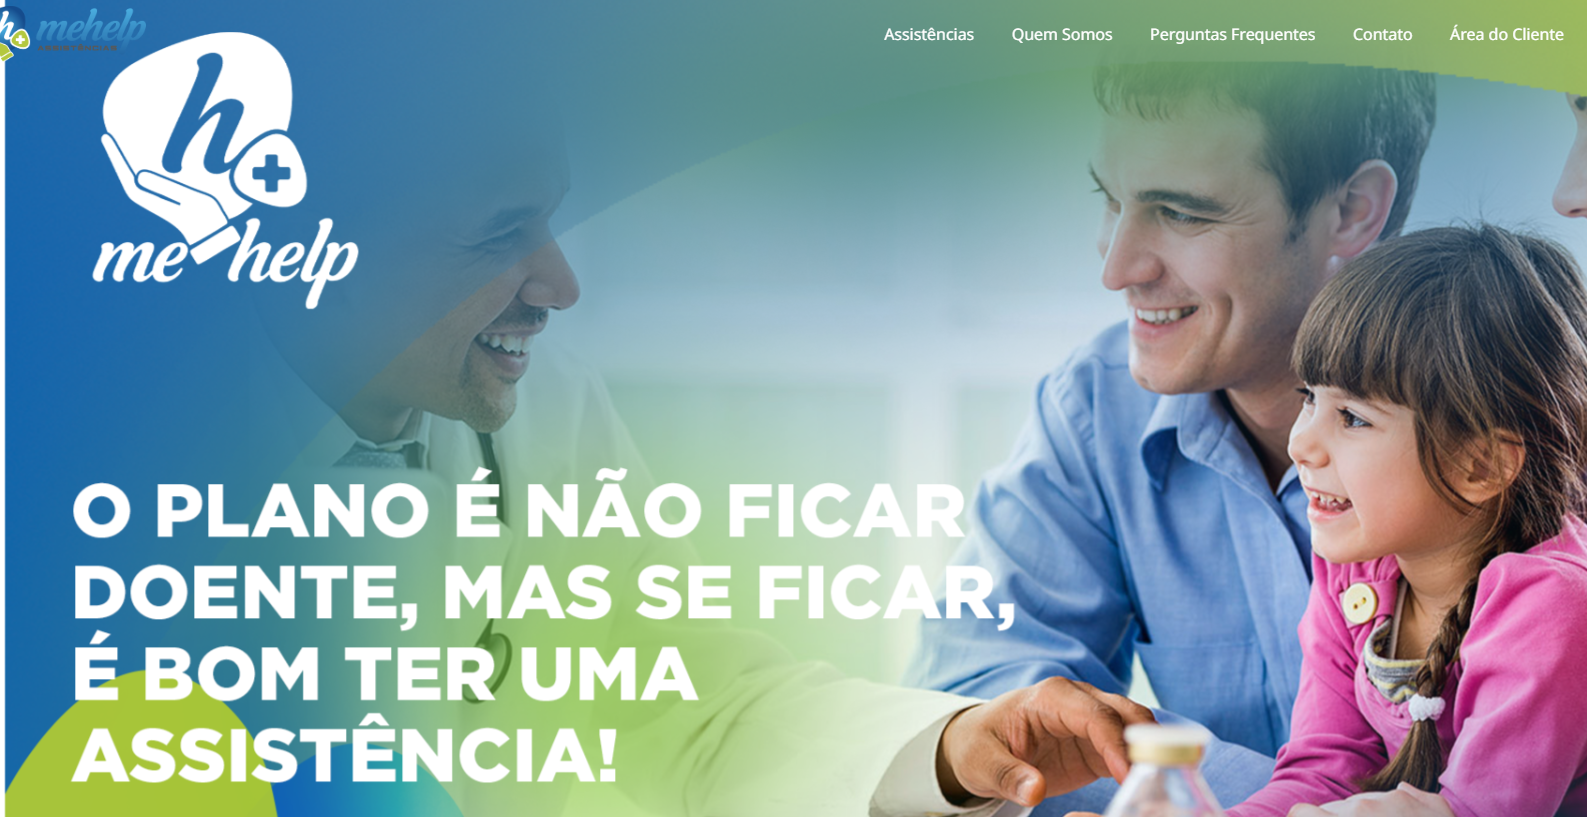 h
mehelp
Assistências
Quem Somos
Perguntas Frequentes
Contato
Área do Cliente
h
me help
O PLANO É NÃO FICAR
DOENTE, MAS SE FICAR,
É BOM TER UMA
ASSISTÊNCIA!